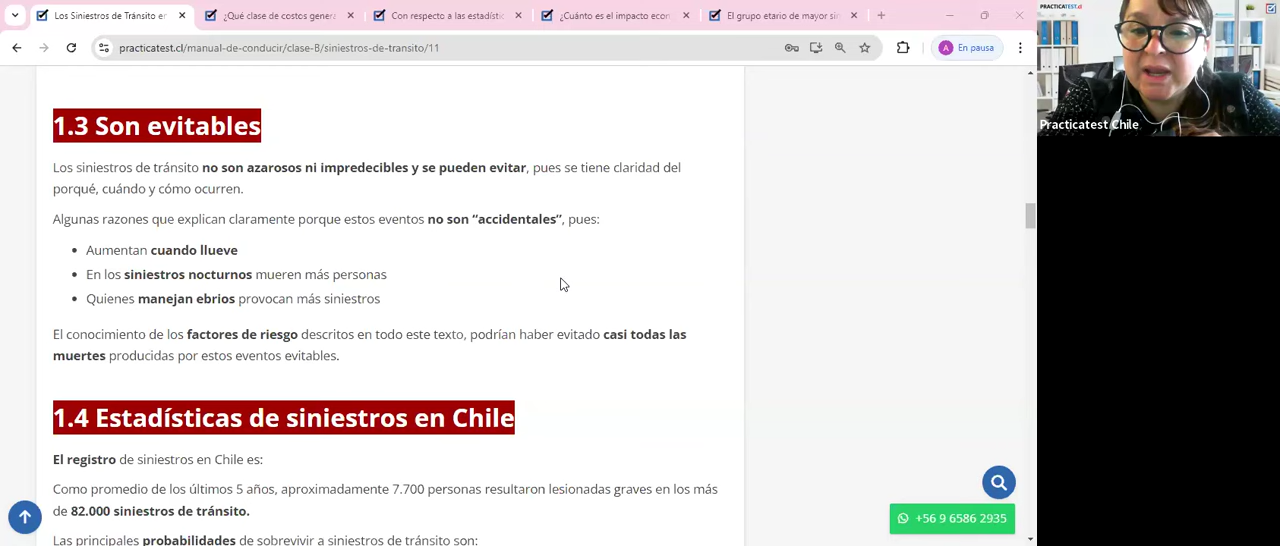 Los Siniestros de Tránsito en
¿Qué clase de costos genera
Con respecto a las estadístic
¿Cuánto es el impacto econ
El grupo etario de mayor sin
practicatest.cl/manual-de-conducir/clase-B/siniestros-de-transito/11
A En pausa
PRACTICATEST.cl
Practicatest Chile
1.3 Son evitables
Los siniestros de tránsito no son azarosos ni impredecibles y se pueden evitar, pues se tiene claridad del
porqué, cuándo y cómo ocurren.
Algunas razones que explican claramente porque estos eventos no son “accidentales”, pues:
• Aumentan cuando llueve
• En los siniestros nocturnos mueren más personas
• Quienes manejan ebrios provocan más siniestros
El conocimiento de los factores de riesgo descritos en todo este texto, podrían haber evitado casi todas las
muertes producidas por estos eventos evitables.
1.4 Estadísticas de siniestros en Chile
El registro de siniestros en Chile es:
Como promedio de los últimos 5 años, aproximadamente 7.700 personas resultaron lesionadas graves en los más
de 82.000 siniestros de tránsito.
Las principales probabilidades de sobrevivir a siniestros de tránsito son:
+56 9 6586 2935